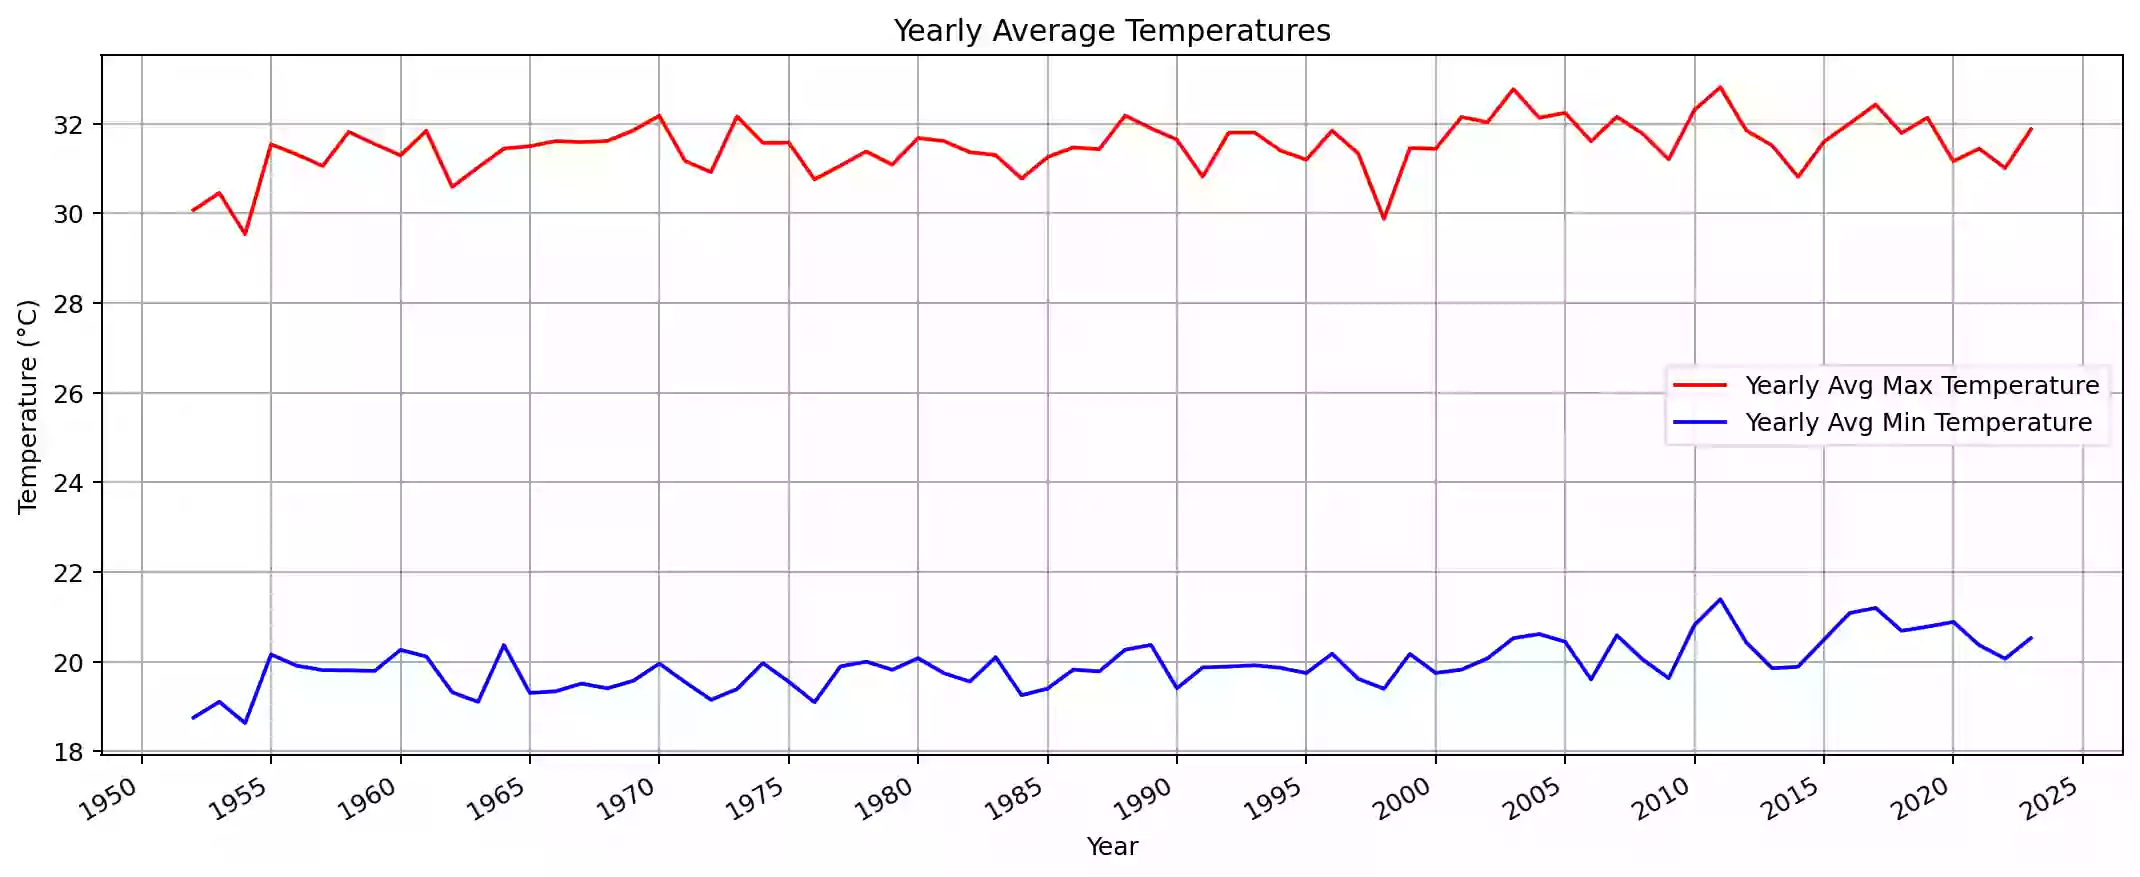 Yearly Average Temperatures
Temperature (°C)
32
30
28
26
24
22
20
18
Yearly Avg Max Temperature
Yearly Avg Min Temperature
1950 1955 1960 1965 1970 1975 1980 1985 1990 1995 2000 2005 2010 2015 2020 2025
Year